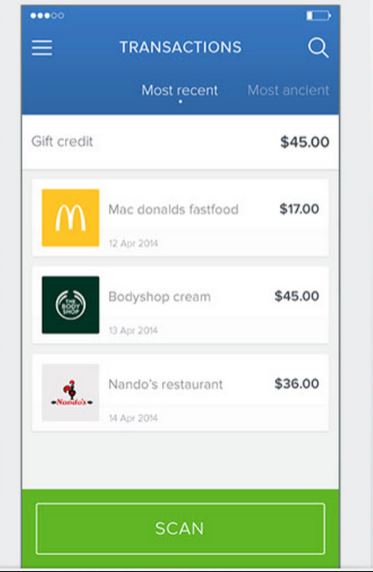 TRANSACTIONS
Most recent Most ancient
Gift credit $45.00
Mac donalds fastfood $17.00
12 Apr 2014
THE
BODY
SHOP
Bodyshop cream $45.00
13 Apr 2014
Nando's
Nando's restaurant $36.00
14 Apr 2014
SCAN